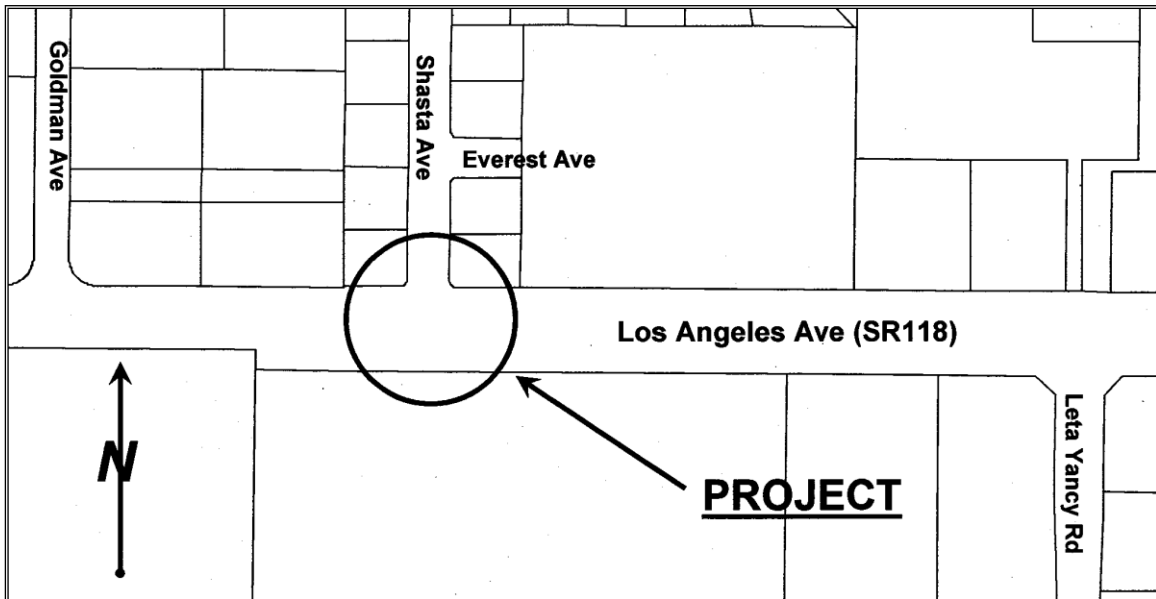 Goldman Ave
Shasta Ave
Everest Ave
Los Angeles Ave (SR118)
N
PROJECT
Leta Yancy Rd